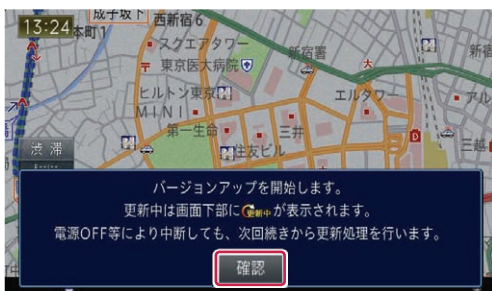 13:24
成子坂下
西新宿6
本町1
スクエアタワー
新宿署
東京医大病院
ヒルトン東京
エルタワー
MINI
第一生命
三井
住友ビル
三越
渋滞
バージョンアップを開始します。
更新中は画面下部に更新中が表示されます。
電源OFF等により中断しても、次回続きから更新処理を行います。
確認